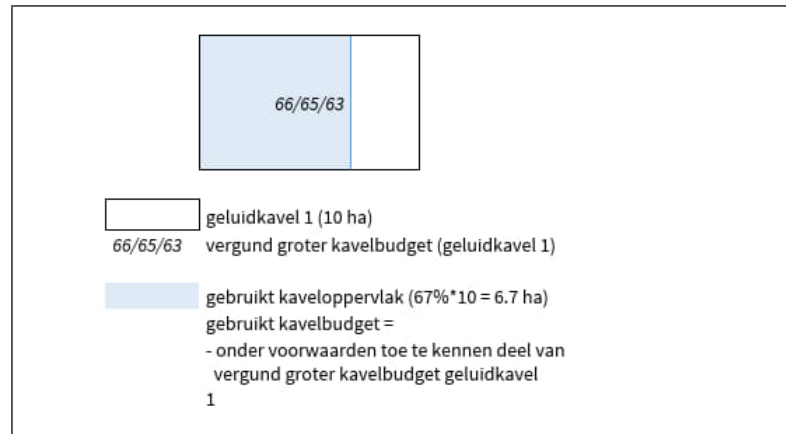 66/65/63
geluidkavel 1 (10 ha)
66/65/63 vergund groter kavelbudget (geluidkavel 1)
gebruikt kaveloppervlak (67%*10 = 6.7 ha)
gebruikt kavelbudget =
- onder voorwaarden toe te kennen deel van
vergund groter kavelbudget geluidkavel
1